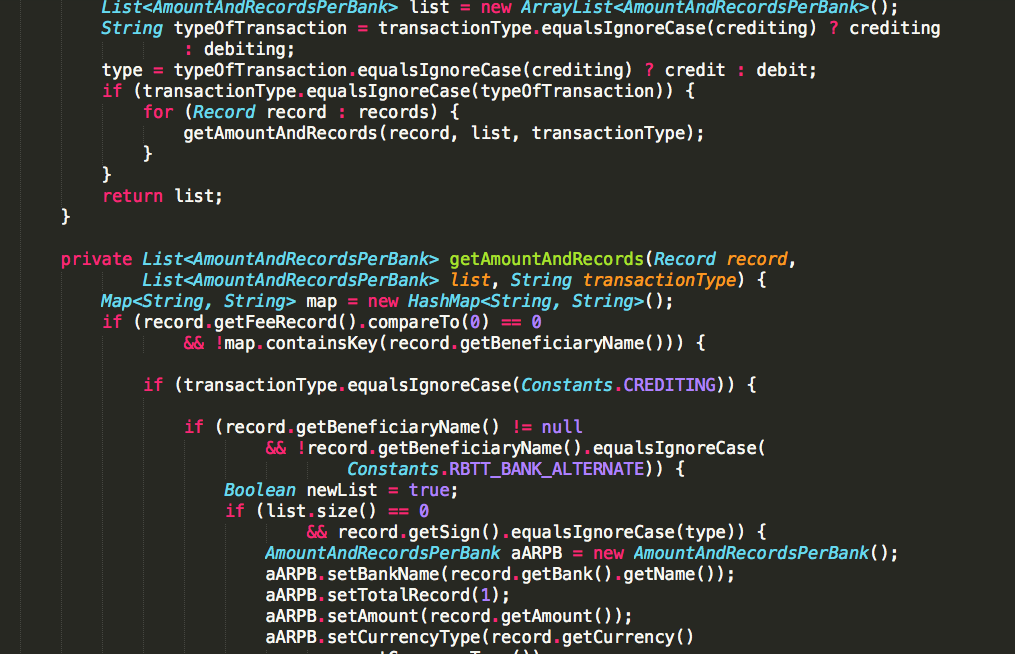 List<AmountAndRecordsPerBank> list = new ArrayList<AmountAndRecordsPerBank>();
String typeOfTransaction = transactionType.equalsIgnoreCase(crediting) ? crediting
: debiting;
type = typeOfTransaction.equalsIgnoreCase(crediting) ? credit : debit;
if (transactionType.equalsIgnoreCase(typeOfTransaction)) {
for (Record record : records) {
getAmountAndRecords(record, list, transactionType);
}
}
return list;
}
private List<AmountAndRecordsPerBank> getAmountAndRecords(Record record,
List<AmountAndRecordsPerBank> list, String transactionType) {
Map<String, String> map = new HashMap<String, String>();
if (record.getFeeRecord().compareTo(0) == 0
&& !map.containsKey(record.getBeneficiaryName())) {
if (transactionType.equalsIgnoreCase(Constants.CREDITING)) {
if (record.getBeneficiaryName() != null
&& !record.getBeneficiaryName().equalsIgnoreCase(
Constants.RBTT_BANK_ALTERNATE)) {
Boolean newList = true;
if (list.size() == 0
&& record.getSign().equalsIgnoreCase(type)) {
AmountAndRecordsPerBank aARPB = new AmountAndRecordsPerBank();
aARPB.setBankName(record.getBank().getName());
aARPB.setTotalRecord(1);
aARPB.setAmount(record.getAmount());
aARPB.setCurrencyType(record.getCurrency()